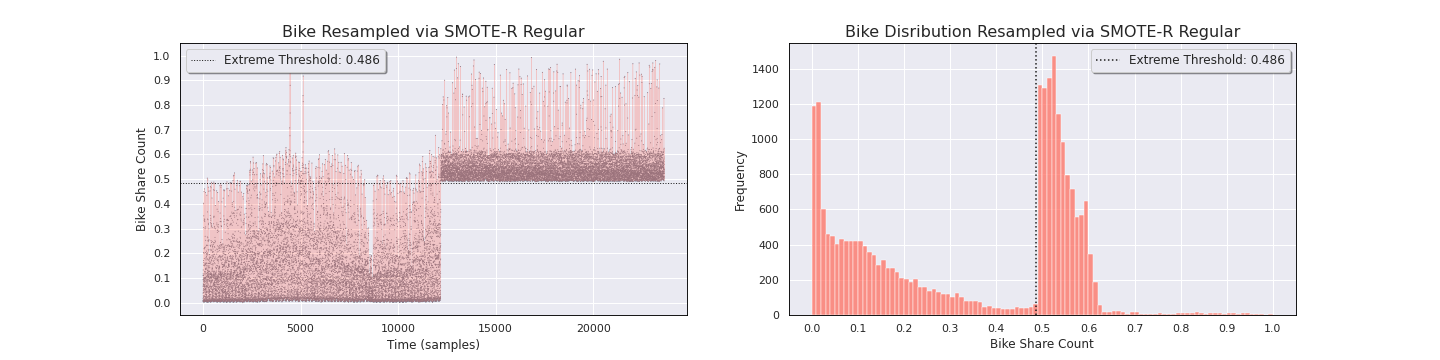 Bike Resampled via SMOTE-R Regular
Extreme Threshold: 0.486
Bike Share Count
1.0
0.9
0.8
0.7
0.6
0.5
0.4
0.3
0.2
0.1
0.0
0 5000 10000 15000 20000
Time (samples)
Bike Disribution Resampled via SMOTE-R Regular
Extreme Threshold: 0.486
Frequency
1400
1200
1000
800
600
400
200
0
0.0 0.1 0.2 0.3 0.4 0.5 0.6 0.7 0.8 0.9 1.0
Bike Share Count